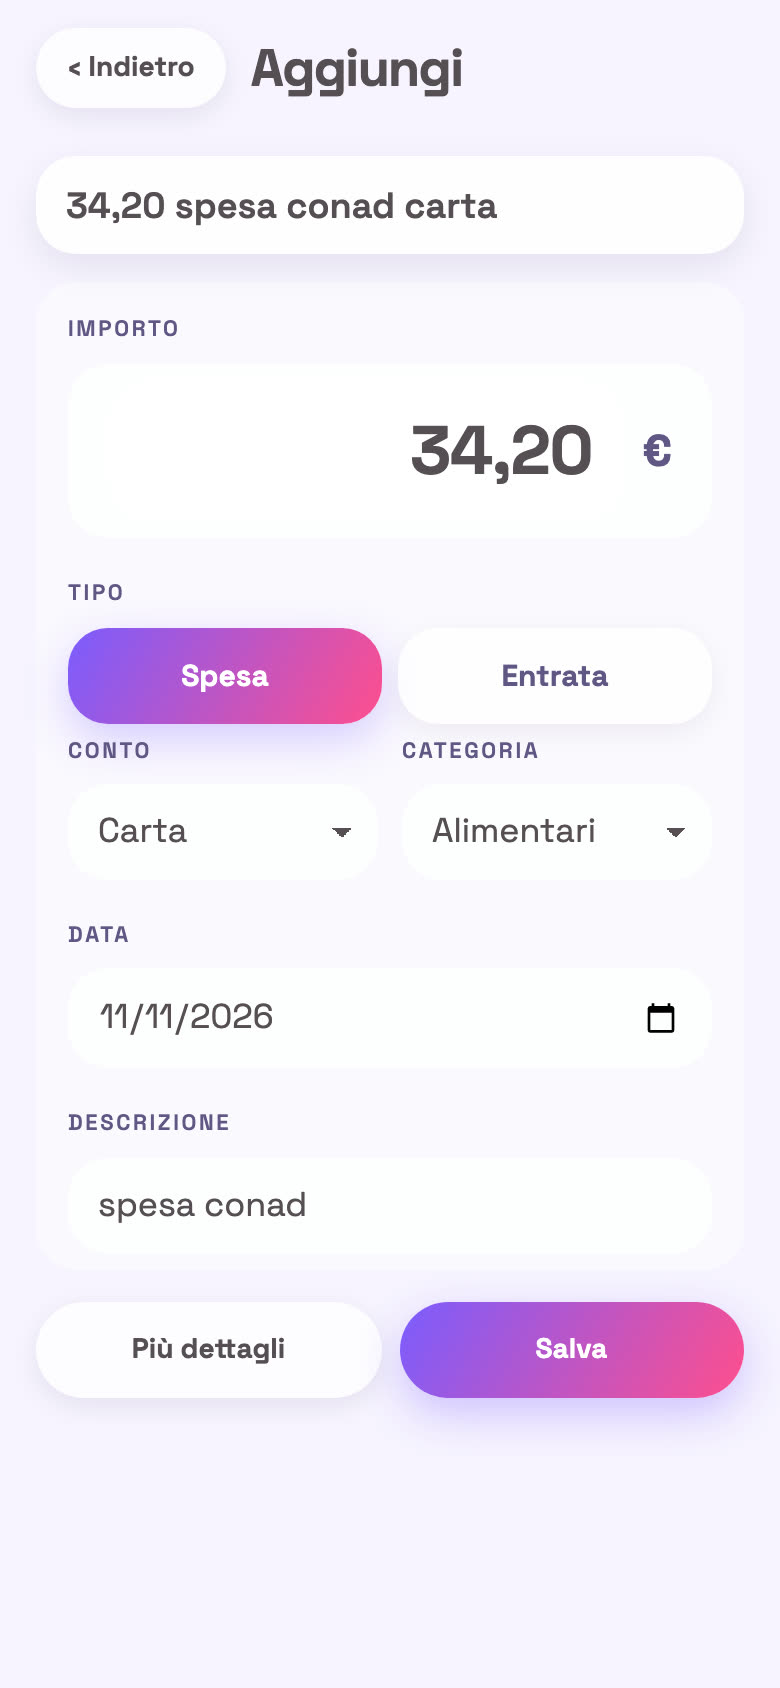 < Indietro Aggiungi
34,20 spesa conad carta
IMPORTO
34,20 €
TIPO
Spesa Entrata
CONTO CATEGORIA
Carta Alimentari
DATA
11/11/2026
DESCRIZIONE
spesa conad
Più dettagli Salva